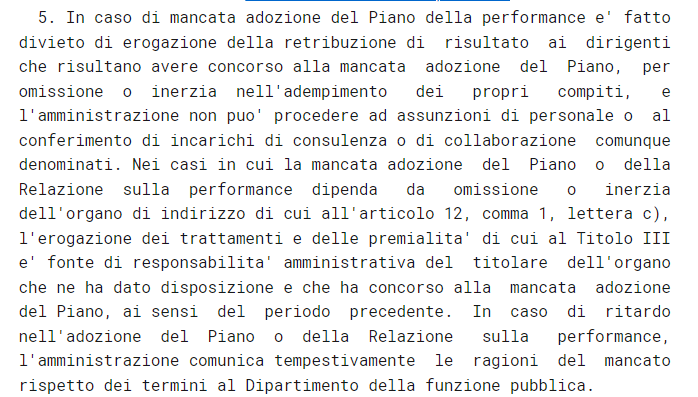 5. In caso di mancata adozione del Piano della performance e' fatto
divieto di erogazione della retribuzione di risultato ai dirigenti
che risultano avere concorso alla mancata adozione del Piano, per
omissione o inerzia nell'adempimento dei propri compiti, e
l'amministrazione non puo' procedere ad assunzioni di personale o al
conferimento di incarichi di consulenza o di collaborazione comunque
denominati. Nei casi in cui la mancata adozione del Piano o della
Relazione sulla performance dipenda da omissione o inerzia
dell'organo di indirizzo di cui all'articolo 12, comma 1, lettera c),
l'erogazione dei trattamenti e delle premialita' di cui al Titolo III
e' fonte di responsabilita' amministrativa del titolare dell'organo
che ne ha dato disposizione e che ha concorso alla mancata adozione
del Piano, ai sensi del periodo precedente. In caso di ritardo
nell'adozione del Piano o della Relazione sulla performance,
l'amministrazione comunica tempestivamente le ragioni del mancato
rispetto dei termini al Dipartimento della funzione pubblica.